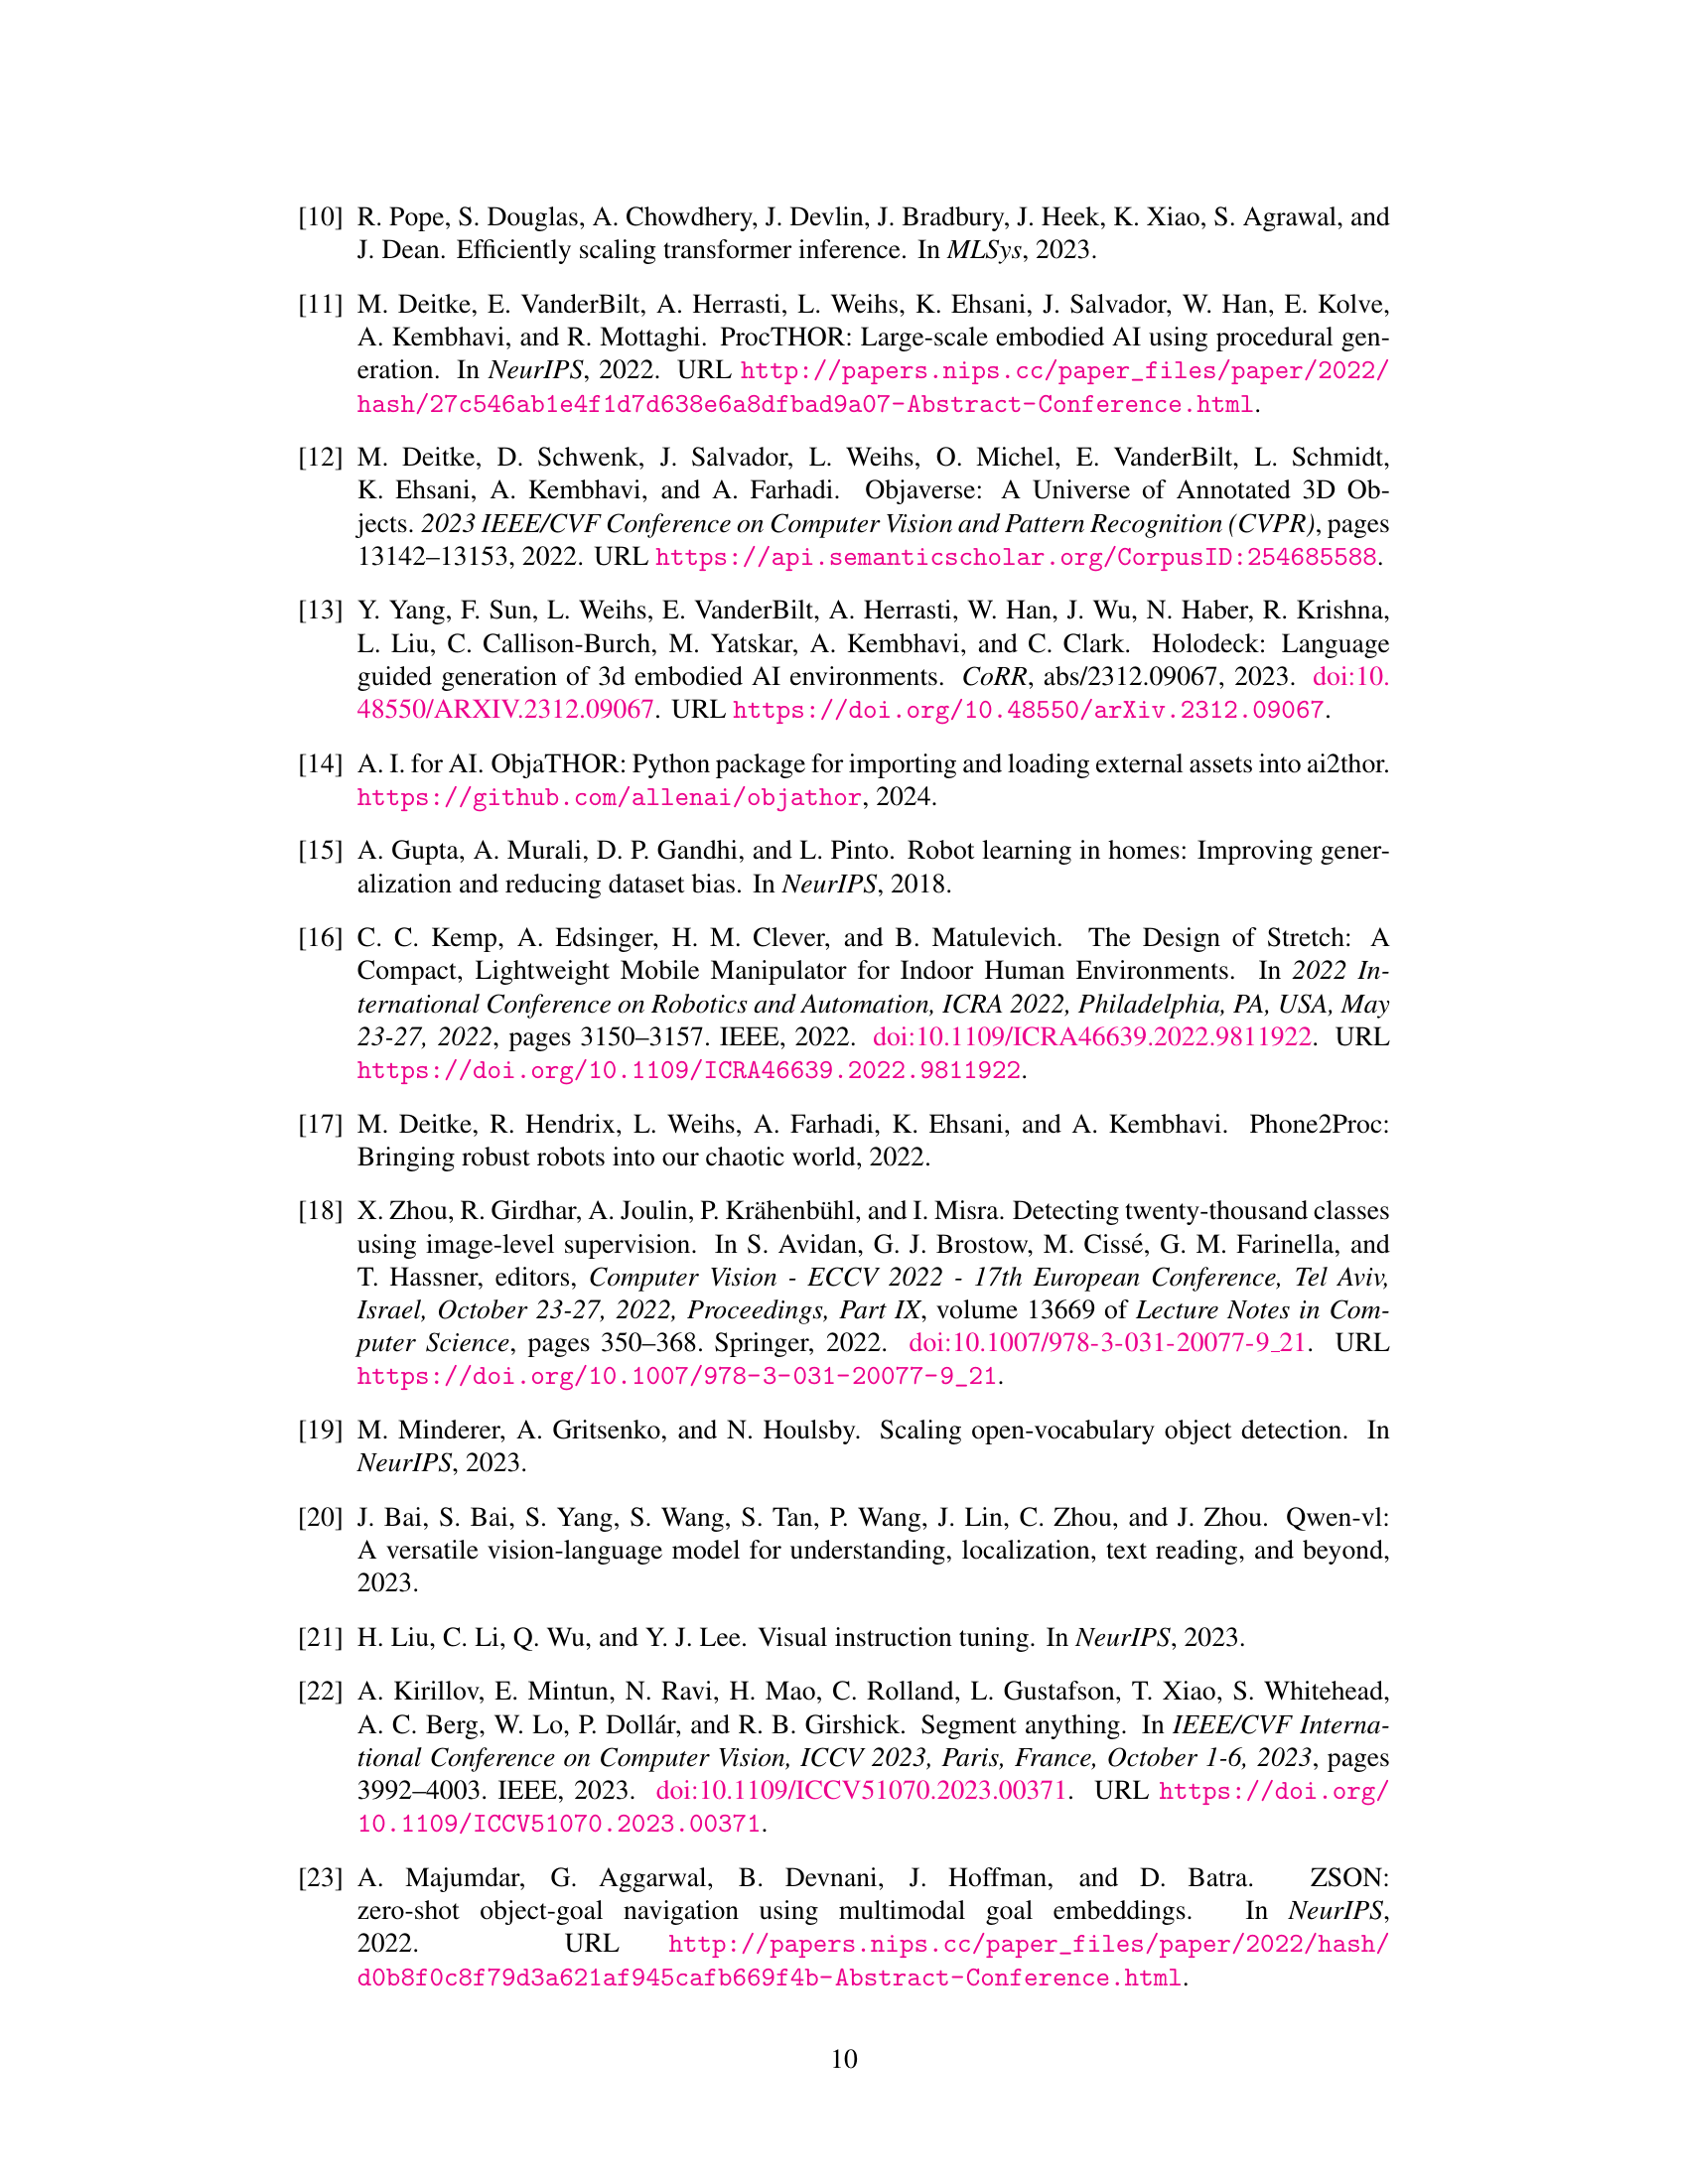 [10] R. Pope, S. Douglas, A. Chowdhery, J. Devlin, J. Bradbury, J. Heek, K. Xiao, S. Agrawal, and
J. Dean. Efficiently scaling transformer inference. In MLSys, 2023.
[11] M. Deitke, E. VanderBilt, A. Herrasti, L. Weihs, K. Ehsani, J. Salvador, W. Han, E. Kolve,
A. Kembhavi, and R. Mottaghi. ProcTHOR: Large-scale embodied AI using procedural gen-
eration. In NeurIPS, 2022. URL http://papers.nips.cc/paper_files/paper/2022/
hash/27c546ab1e4f1d7d638e6a8dfbad9a07-Abstract-Conference.html.
[12] M. Deitke, D. Schwenk, J. Salvador, L. Weihs, O. Michel, E. VanderBilt, L. Schmidt,
K. Ehsani, A. Kembhavi, and A. Farhadi. Objaverse: A Universe of Annotated 3D Ob-
jects. 2023 IEEE/CVF Conference on Computer Vision and Pattern Recognition (CVPR), pages
13142–13153, 2022. URL https://api.semanticscholar.org/CorpusID:254685588.
[13] Y. Yang, F. Sun, L. Weihs, E. VanderBilt, A. Herrasti, W. Han, J. Wu, N. Haber, R. Krishna,
L. Liu, C. Callison-Burch, M. Yatskar, A. Kembhavi, and C. Clark. Holodeck: Language
guided generation of 3d embodied AI environments. CoRR, abs/2312.09067, 2023. doi:10.
48550/ARXIV.2312.09067. URL https://doi.org/10.48550/arXiv.2312.09067.
[14] A. I. for AI. ObjaTHOR: Python package for importing and loading external assets into ai2thor.
https://github.com/allenai/objathor, 2024.
[15] A. Gupta, A. Murali, D. P. Gandhi, and L. Pinto. Robot learning in homes: Improving gener-
alization and reducing dataset bias. In NeurIPS, 2018.
[16] C. C. Kemp, A. Edsinger, H. M. Clever, and B. Matulevich. The Design of Stretch: A
Compact, Lightweight Mobile Manipulator for Indoor Human Environments. In 2022 In-
ternational Conference on Robotics and Automation, ICRA 2022, Philadelphia, PA, USA, May
23-27, 2022, pages 3150–3157. IEEE, 2022. doi:10.1109/ICRA46639.2022.9811922. URL
https://doi.org/10.1109/ICRA46639.2022.9811922.
[17] M. Deitke, R. Hendrix, L. Weihs, A. Farhadi, K. Ehsani, and A. Kembhavi. Phone2Proc:
Bringing robust robots into our chaotic world, 2022.
[18] X. Zhou, R. Girdhar, A. Joulin, P. Krähenbühl, and I. Misra. Detecting twenty-thousand classes
using image-level supervision. In S. Avidan, G. J. Brostow, M. Cissé, G. M. Farinella, and
T. Hassner, editors, Computer Vision - ECCV 2022 - 17th European Conference, Tel Aviv,
Israel, October 23-27, 2022, Proceedings, Part IX, volume 13669 of Lecture Notes in Com-
puter Science, pages 350–368. Springer, 2022. doi:10.1007/978-3-031-20077-9_21. URL
https://doi.org/10.1007/978-3-031-20077-9_21.
[19] M. Minderer, A. Gritsenko, and N. Houlsby. Scaling open-vocabulary object detection. In
NeurIPS, 2023.
[20] J. Bai, S. Bai, S. Yang, S. Wang, S. Tan, P. Wang, J. Lin, C. Zhou, and J. Zhou. Qwen-vl:
A versatile vision-language model for understanding, localization, text reading, and beyond,
2023.
[21] H. Liu, C. Li, Q. Wu, and Y. J. Lee. Visual instruction tuning. In NeurIPS, 2023.
[22] A. Kirillov, E. Mintun, N. Ravi, H. Mao, C. Rolland, L. Gustafson, T. Xiao, S. Whitehead,
A. C. Berg, W. Lo, P. Dollár, and R. B. Girshick. Segment anything. In IEEE/CVF Interna-
tional Conference on Computer Vision, ICCV 2023, Paris, France, October 1-6, 2023, pages
3992–4003. IEEE, 2023. doi:10.1109/ICCV51070.2023.00371. URL https://doi.org/
10.1109/ICCV51070.2023.00371.
[23] A. Majumdar, G. Aggarwal, B. Devnani, J. Hoffman, and D. Batra. ZSON:
zero-shot object-goal navigation using multimodal goal embeddings. In NeurIPS,
2022. URL http://papers.nips.cc/paper_files/paper/2022/hash/
d0b8f0c8f79d3a621af945cafb669f4b-Abstract-Conference.html.
10